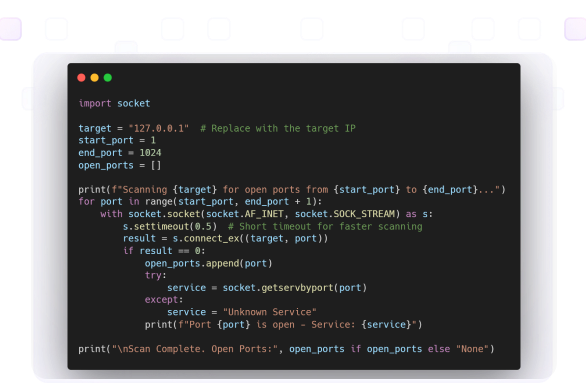 import socket

target = "127.0.0.1"  # Replace with the target IP
start_port = 1
end_port = 1024
open_ports = []

print(f"Scanning {target} for open ports from {start_port} to {end_port}...")
for port in range(start_port, end_port + 1):
    with socket.socket(socket.AF_INET, socket.SOCK_STREAM) as s:
        s.settimeout(0.5)  # Short timeout for faster scanning
        result = s.connect_ex((target, port))
        if result == 0:
            open_ports.append(port)
            try:
                service = socket.getservbyport(port)
            except:
                service = "Unknown Service"
            print(f"Port {port} is open - Service: {service}")

print("\nScan Complete. Open Ports:", open_ports if open_ports else "None")